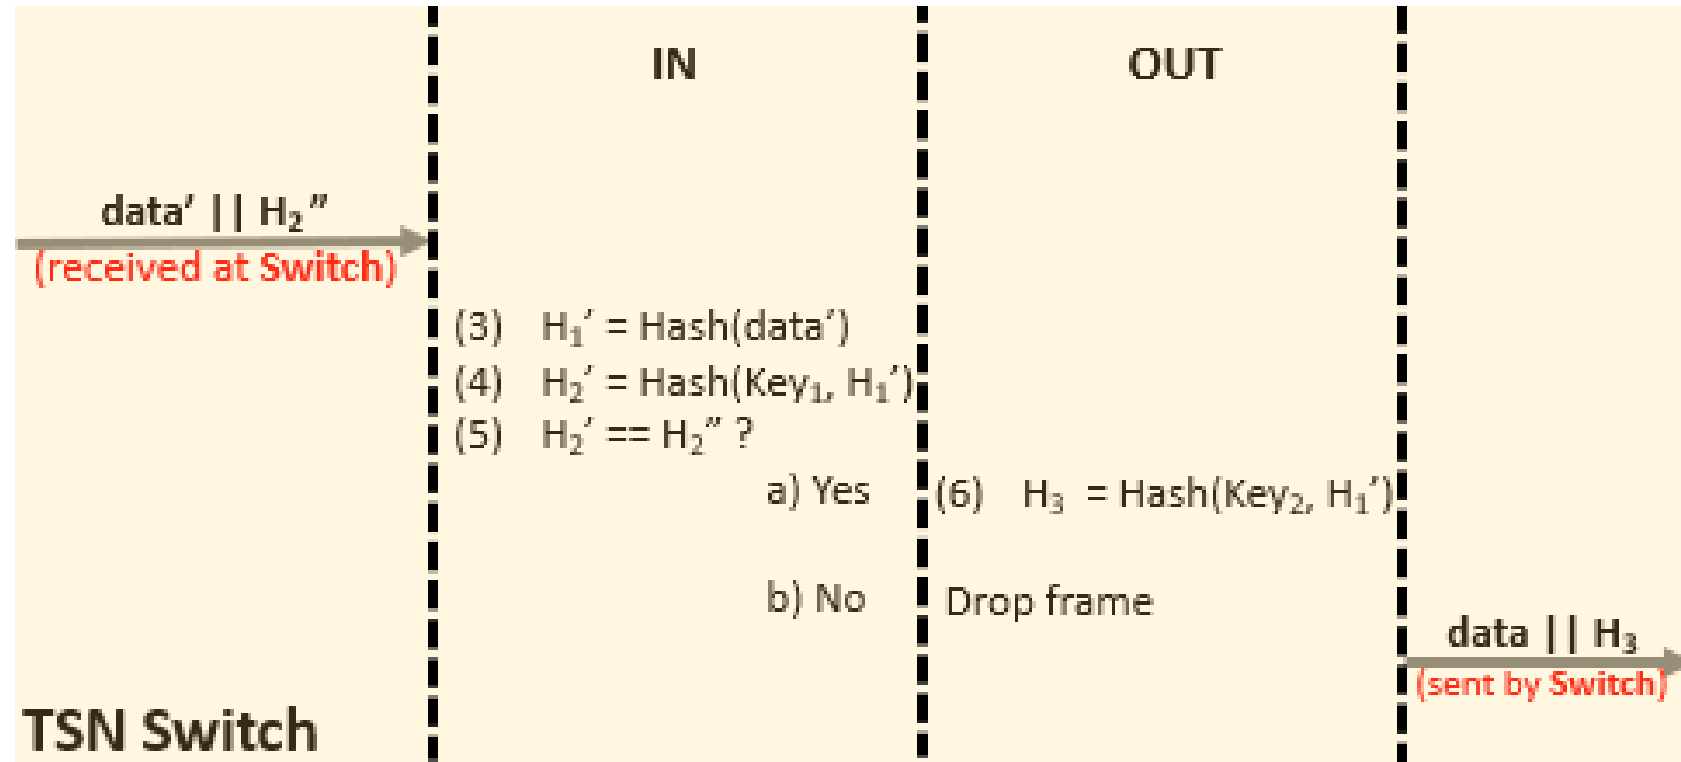 IN
OUT
data′ || H₂″
(received at Switch)
(3) H₁′ = Hash(data′)
(4) H₂′ = Hash(Key₁, H₁′)
(5) H₂′ == H₂″ ?
a) Yes
(6) H₃ = Hash(Key₂, H₁′)
b) No
Drop frame
data || H₃
(sent by Switch)
TSN Switch